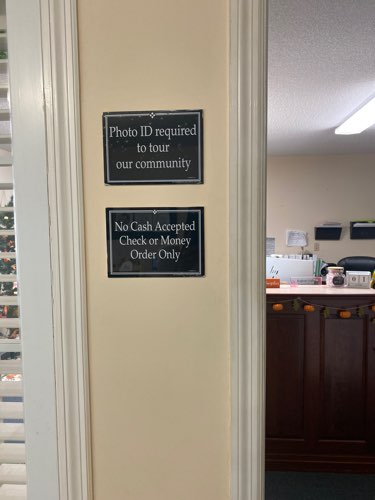 Photo ID required
to tour
our community
No Cash Accepted
Check or Money
Order Only